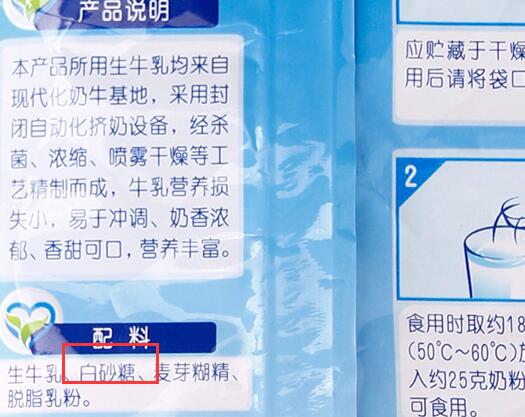 产品说明
本产品所用生牛乳均来自
现代化奶牛基地，采用封
闭自动化挤奶设备，经杀
菌、浓缩、喷雾干燥等工
艺精制而成，牛乳营养损
失小，易于冲调、奶香浓
郁、香甜可口，营养丰富。
配料
生牛乳、白砂糖、麦芽糊精、
脱脂乳粉。
应贮藏于干燥
用后请将袋口
2
食用时取约18
(50℃～60℃)放
入约25克奶粉
可食用。